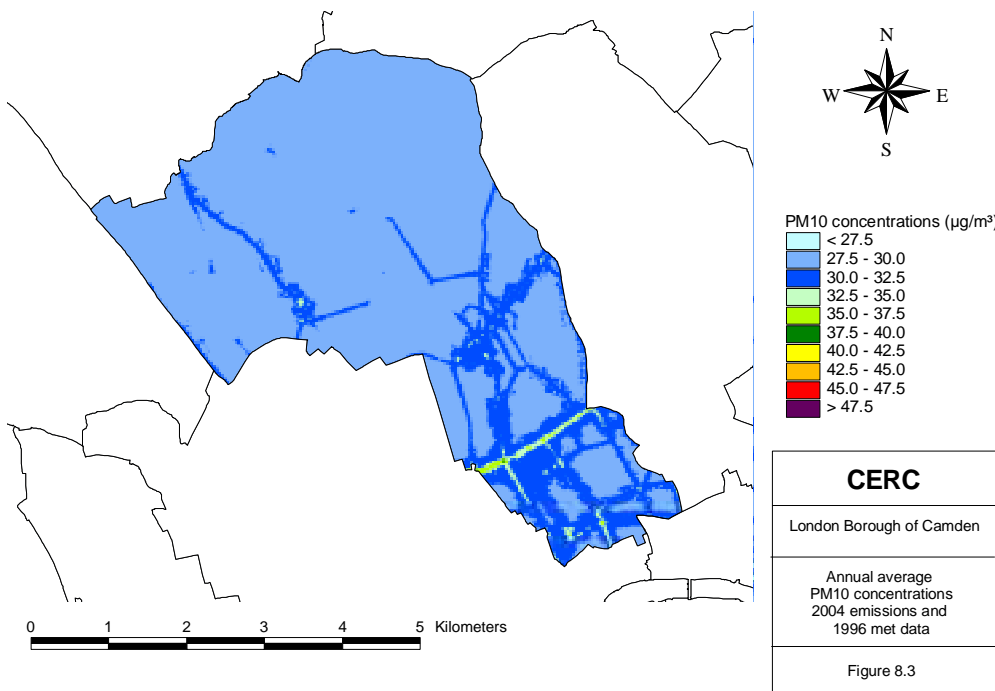 N
W E
S
PM10 concentrations (µg/m³)
< 27.5
27.5 - 30.0
30.0 - 32.5
32.5 - 35.0
35.0 - 37.5
37.5 - 40.0
40.0 - 42.5
42.5 - 45.0
45.0 - 47.5
> 47.5
CERC
London Borough of Camden
Annual average
PM10 concentrations
2004 emissions and
1996 met data
Figure 8.3
0 1 2 3 4 5 Kilometers